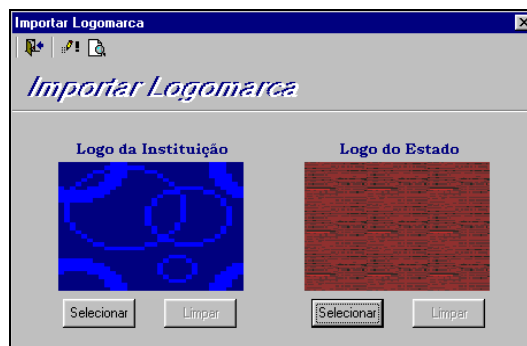 Importar Logomarca
Importar Logomarca
Logo da Instituição
Logo do Estado
Selecionar
Limpar
Selecionar
Limpar